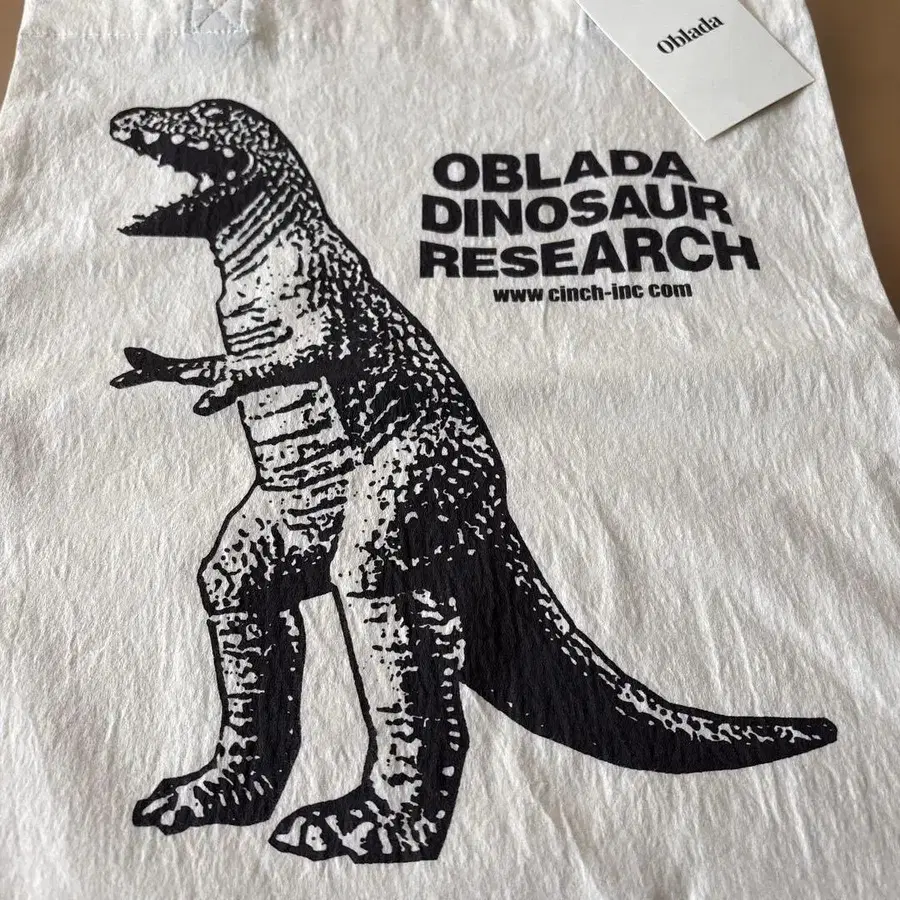 Oblada
OBLADA
DINOSAUR
RESEARCH
www cinch-inc com